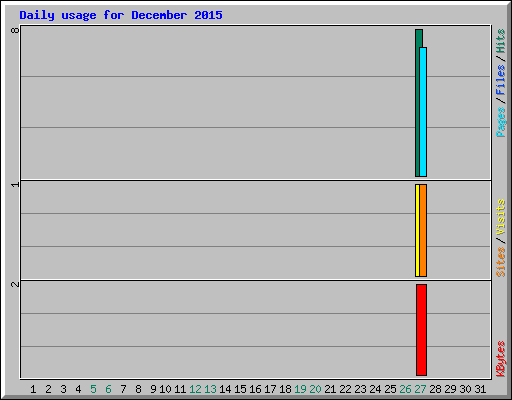 Daily usage for December 2015
8
1
2
Pages/Files/Hits
Sites/Visits
KBytes
1 2 3 4 5 6 7 8 9 10 11 12 13 14 15 16 17 18 19 20 21 22 23 24 25 26 27 28 29 30 31